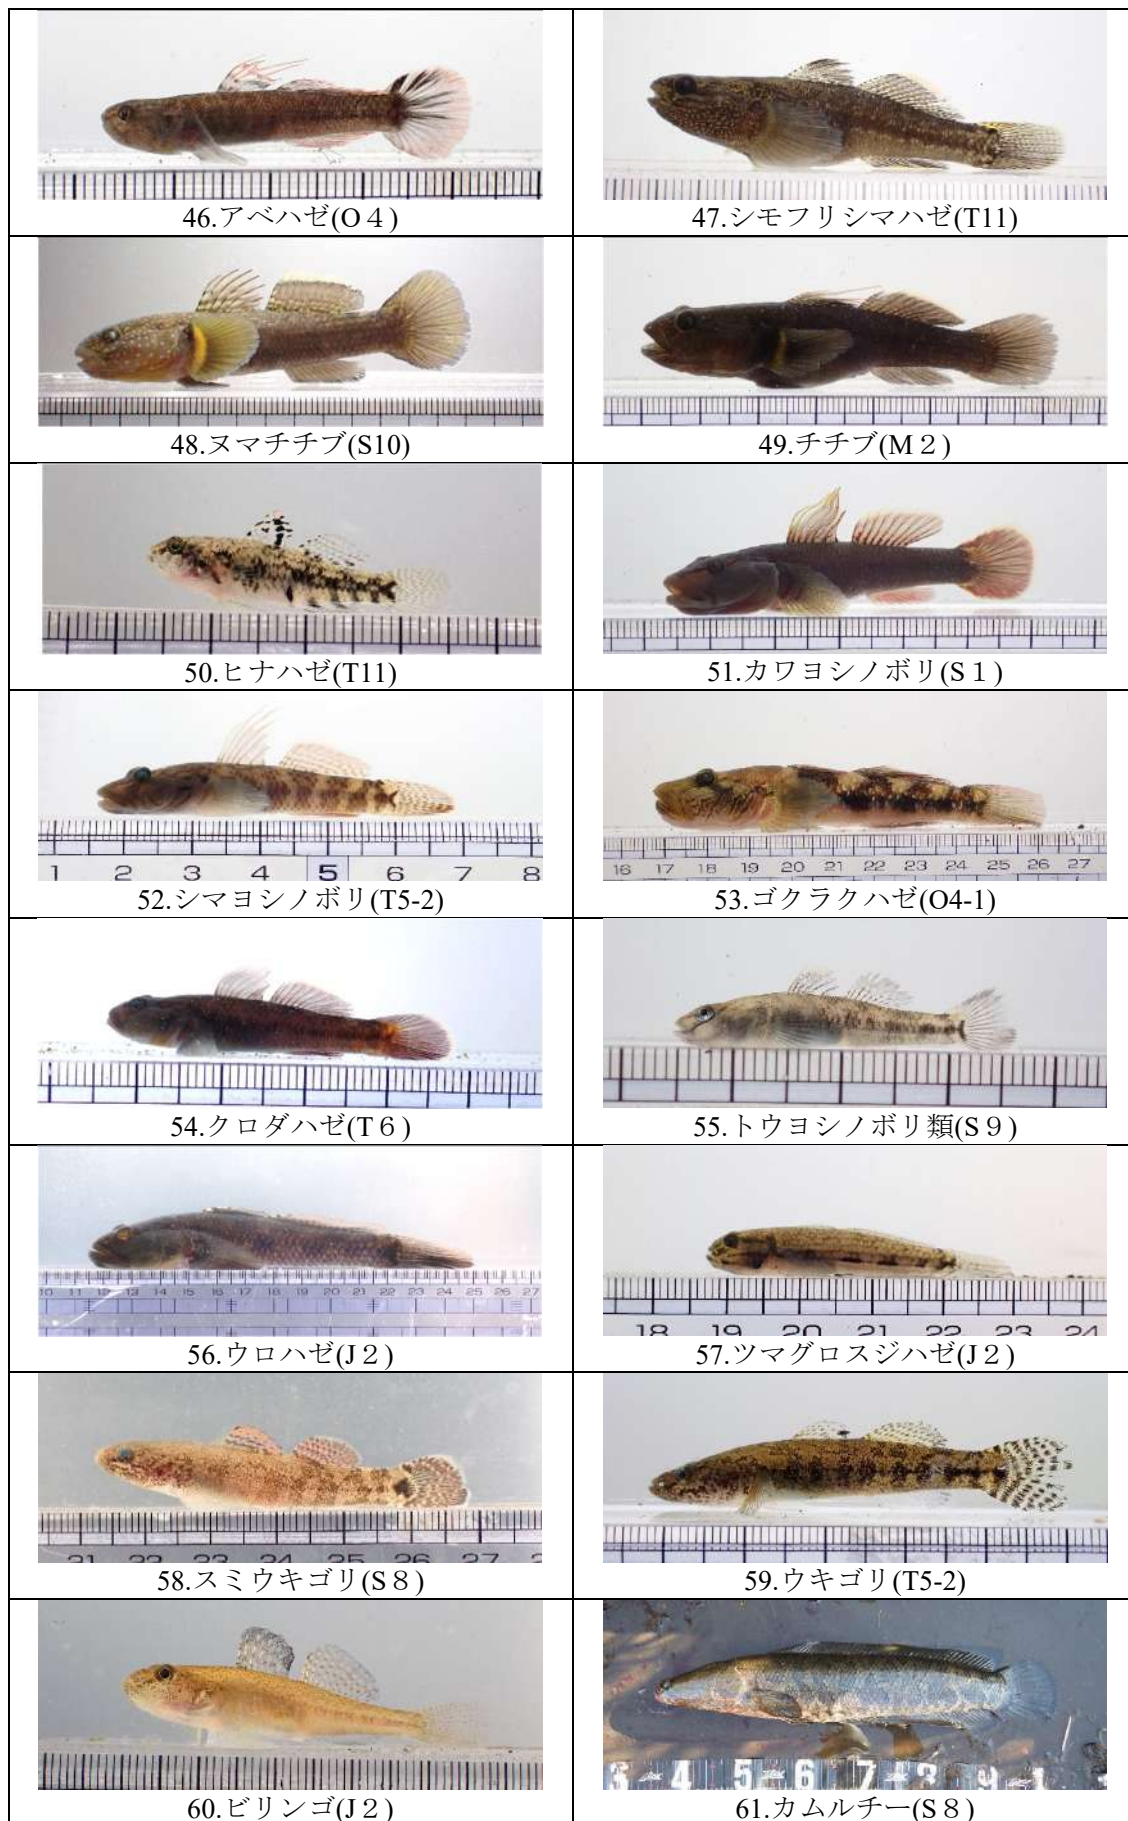 46.アベハゼ(O４)
47.シモフリシマハゼ(T11)
48.ヌマチチブ(S10)
49.チチブ(M２)
50.ヒナハゼ(T11)
51.カワヨシノボリ(S１)
1 2 3 4 5 6 7 8
16 17 18 19 20 21 22 23 24 25 26 27
52.シマヨシノボリ(T5-2)
53.ゴクラクハゼ(O4-1)
54.クロダハゼ(T６)
55.トウヨシノボリ類(S９)
10 11 12 13 14 15 16 17 18 19 20 21 22 23 24 25 26 27
18 19 20 21 22 23 24
56.ウロハゼ(J２)
57.ツマグロスジハゼ(J２)
21 22 23 24 25 26 27
58.スミウキゴリ(S８)
59.ウキゴリ(T5-2)
4 5 6 7 8 9 1
60.ビリンゴ(J２)
61.カムルチー(S８)